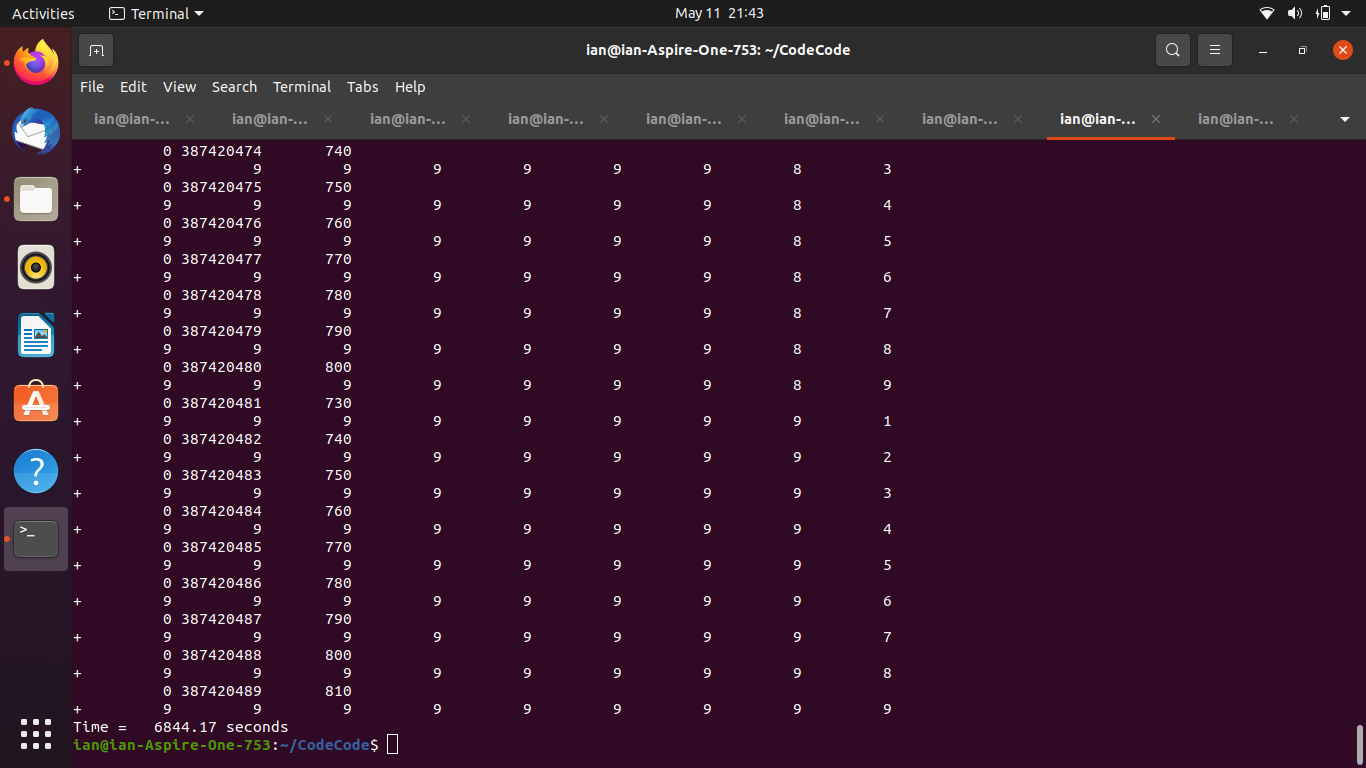 Activities Terminal May 11 21:43
ian@ian-Aspire-One-753: ~/CodeCode
File Edit View Search Terminal Tabs Help
ian@ian-... ian@ian-... ian@ian-... ian@ian-... ian@ian-... ian@ian-... ian@ian-... ian@ian-... ian@ian-...
0 387420474 740
+ 9 9 9 9 9 9 9 8 3
0 387420475 750
+ 9 9 9 9 9 9 9 8 4
0 387420476 760
+ 9 9 9 9 9 9 9 8 5
0 387420477 770
+ 9 9 9 9 9 9 9 8 6
0 387420478 780
+ 9 9 9 9 9 9 9 8 7
0 387420479 790
+ 9 9 9 9 9 9 9 8 8
0 387420480 800
+ 9 9 9 9 9 9 9 8 9
0 387420481 730
+ 9 9 9 9 9 9 9 9 1
0 387420482 740
+ 9 9 9 9 9 9 9 9 2
0 387420483 750
+ 9 9 9 9 9 9 9 9 3
0 387420484 760
+ 9 9 9 9 9 9 9 9 4
0 387420485 770
+ 9 9 9 9 9 9 9 9 5
0 387420486 780
+ 9 9 9 9 9 9 9 9 6
0 387420487 790
+ 9 9 9 9 9 9 9 9 7
0 387420488 800
+ 9 9 9 9 9 9 9 9 8
0 387420489 810
+ 9 9 9 9 9 9 9 9 9
Time = 6844.17 seconds
ian@ian-Aspire-One-753:~/CodeCode$